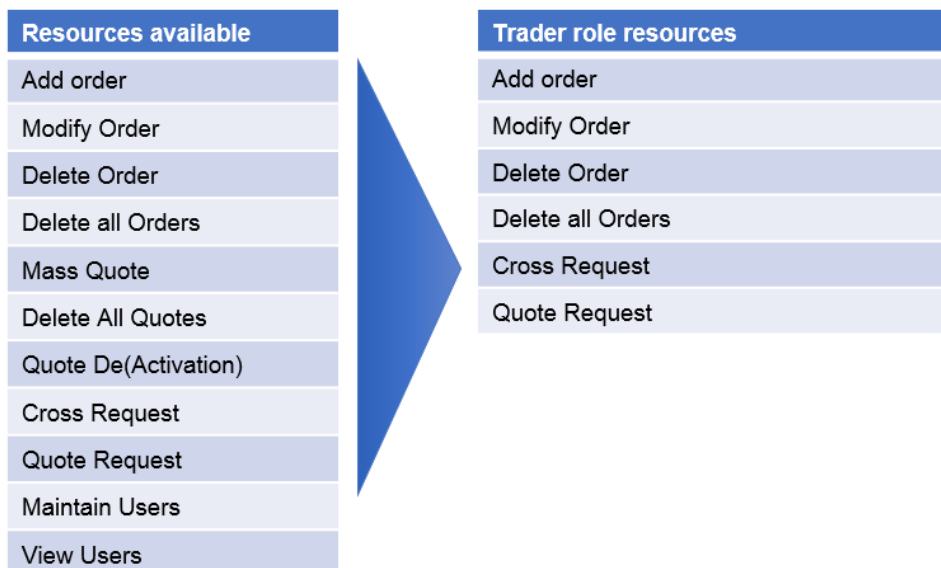 Resources available
Add order
Modify Order
Delete Order
Delete all Orders
Mass Quote
Delete All Quotes
Quote De(Activation)
Cross Request
Quote Request
Maintain Users
View Users
Trader role resources
Add order
Modify Order
Delete Order
Delete all Orders
Cross Request
Quote Request